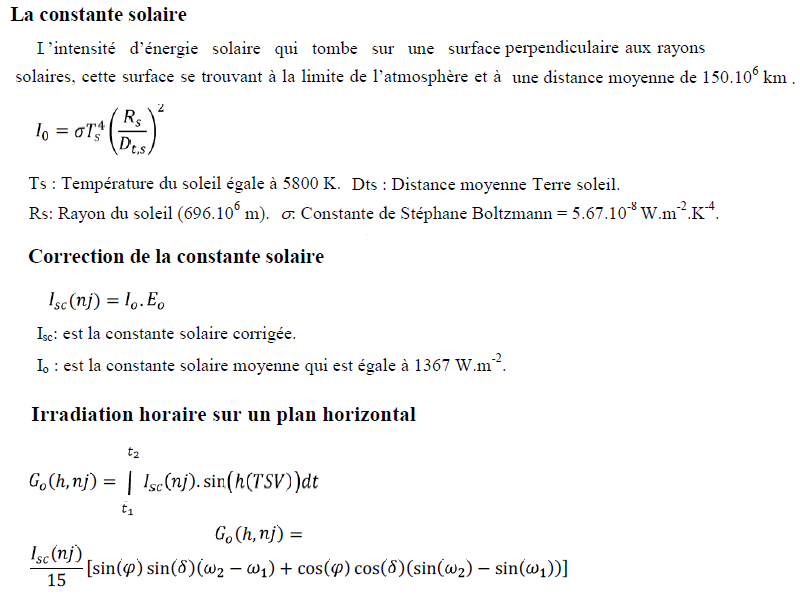 La constante solaire
I ’intensité d’énergie solaire qui tombe sur une surface perpendiculaire aux rayons
solaires, cette surface se trouvant à la limite de l’atmosphère et à une distance moyenne de 150.10⁶ km .
I₀ = σTₛ⁴(Rₛ/Dₜ,ₛ)²
Ts : Température du soleil égale à 5800 K. Dts : Distance moyenne Terre soleil.
Rs: Rayon du soleil (696.10⁶ m). σ: Constante de Stéphane Boltzmann = 5.67.10⁻⁸ W.m⁻².K⁻⁴.
Correction de la constante solaire
I_sc(nj) = I_o.E_o
I_sc: est la constante solaire corrigée.
I_o : est la constante solaire moyenne qui est égale à 1367 W.m⁻².
Irradiation horaire sur un plan horizontal
t₂
G_o(h,nj) = | I_sc(nj).sin(h(TSV))dt
t₁
G_o(h,nj) =
I_sc(nj)/15 [sin(φ) sin(δ)(ω₂ − ω₁) + cos(φ) cos(δ)(sin(ω₂) − sin(ω₁))]